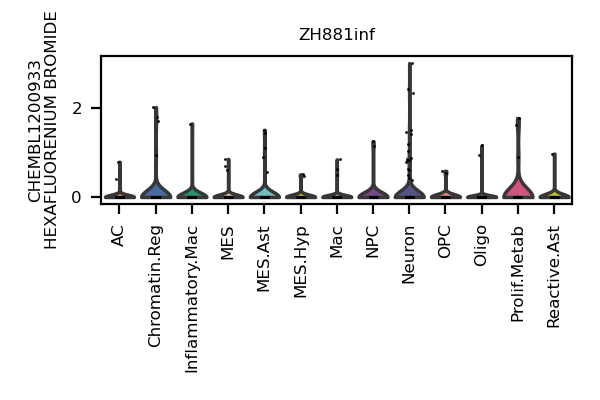 ZH881inf
CHEMBL1200933
HEXAFLUORENIUM BROMIDE
2
0
AC
Chromatin.Reg
Inflammatory.Mac
MES
MES.Ast
MES.Hyp
Mac
NPC
Neuron
OPC
Oligo
Prolif.Metab
Reactive.Ast